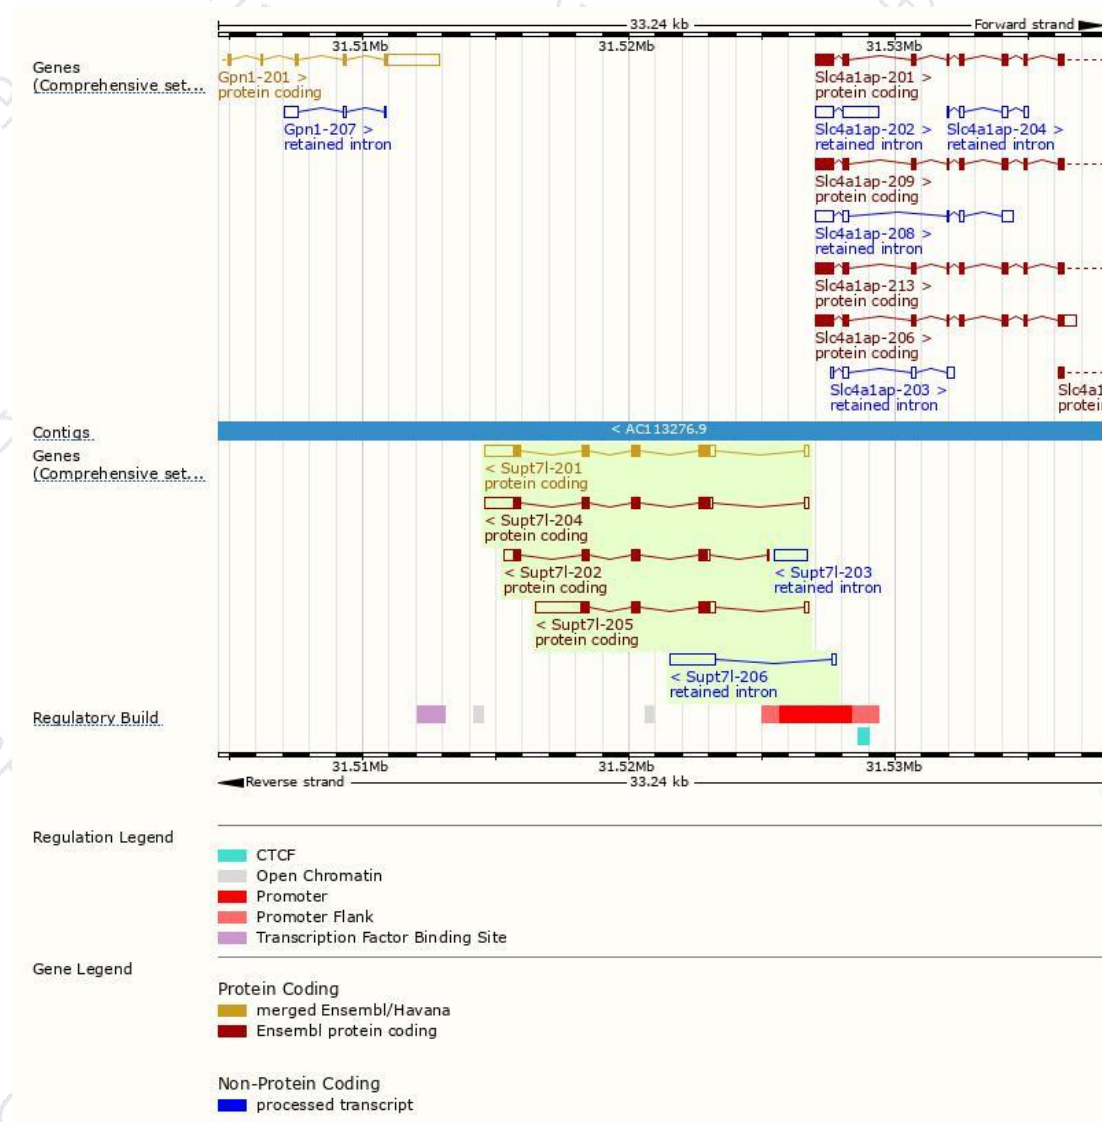 33.24 kb Forward strand
31.51Mb 31.52Mb 31.53Mb
Genes
(Comprehensive set...
Gpn1-201 >
protein coding
Slc4a1ap-201 >
protein coding
Gpn1-207 >
retained intron
Slc4a1ap-202 > Slc4a1ap-204 >
retained intron retained intron
Slc4a1ap-209 >
protein coding
Slc4a1ap-208 >
retained intron
Slc4a1ap-213 >
protein coding
Slc4a1ap-206 >
protein coding
Slc4a1ap-203 > Slc4a1
retained intron protein
Contigs
< AC113276.9
Genes
(Comprehensive set...
< Supt7l-201
protein coding
< Supt7l-204
protein coding
< Supt7l-202 < Supt7l-203
protein coding retained intron
< Supt7l-205
protein coding
< Supt7l-206
retained intron
Regulatory Build
31.51Mb 31.52Mb 31.53Mb
Reverse strand 33.24 kb
Regulation Legend
CTCF
Open Chromatin
Promoter
Promoter Flank
Transcription Factor Binding Site
Gene Legend
Protein Coding
merged Ensembl/Havana
Ensembl protein coding
Non-Protein Coding
processed transcript